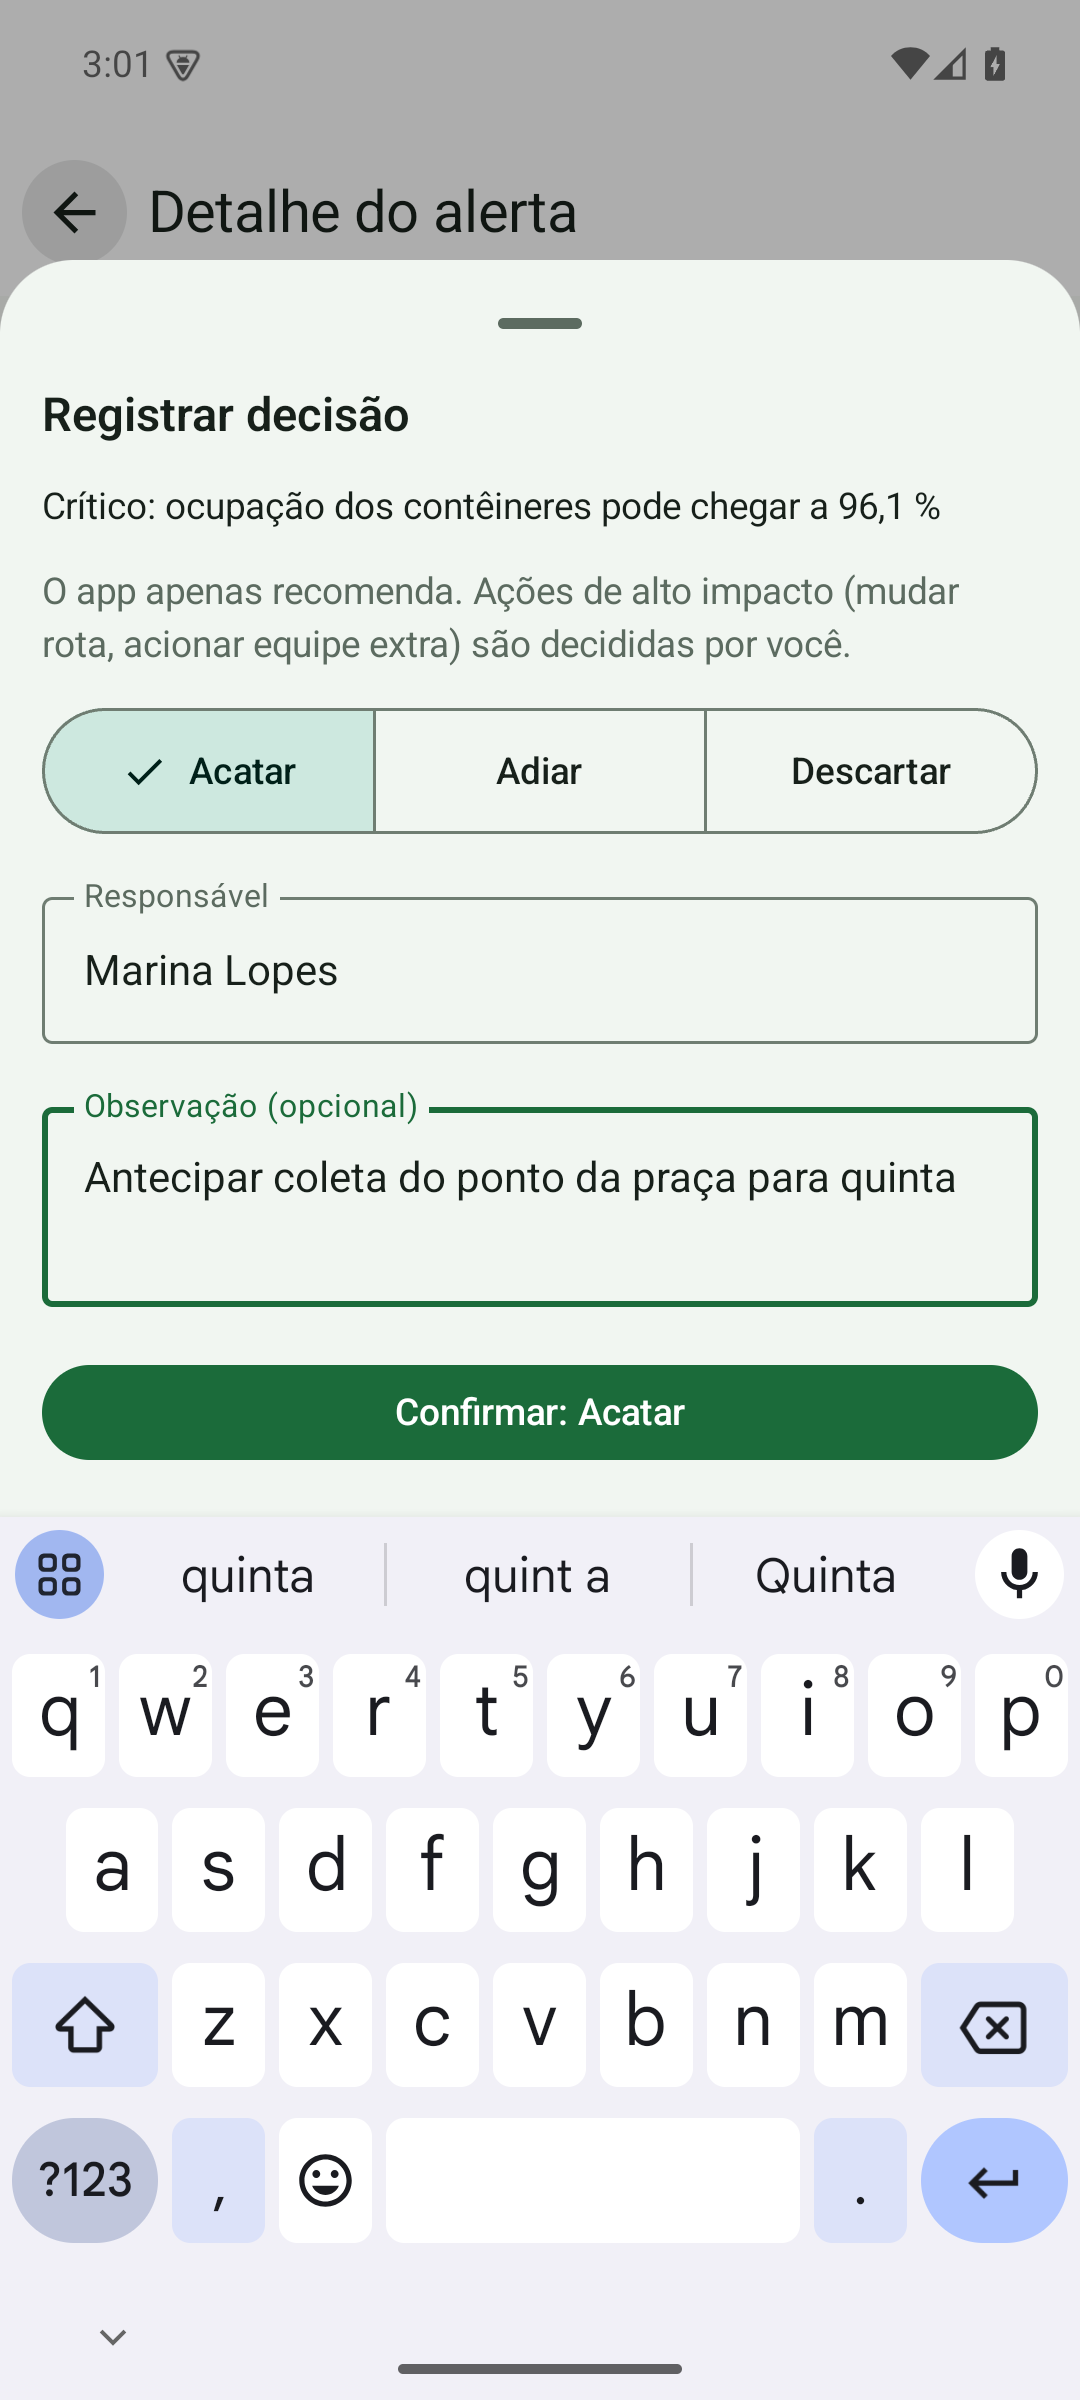 3:01
Detalhe do alerta
Registrar decisão
Crítico: ocupação dos contêineres pode chegar a 96,1 %
O app apenas recomenda. Ações de alto impacto (mudar
rota, acionar equipe extra) são decididas por você.
Acatar Adiar Descartar
Responsável
Marina Lopes
Observação (opcional)
Antecipar coleta do ponto da praça para quinta
Confirmar: Acatar
quinta quint a Quinta
q 1 w 2 e 3 r 4 t 5 y 6 u 7 i 8 o 9 p 0
a s d f g h j k l
z x c v b n m
?123 , .